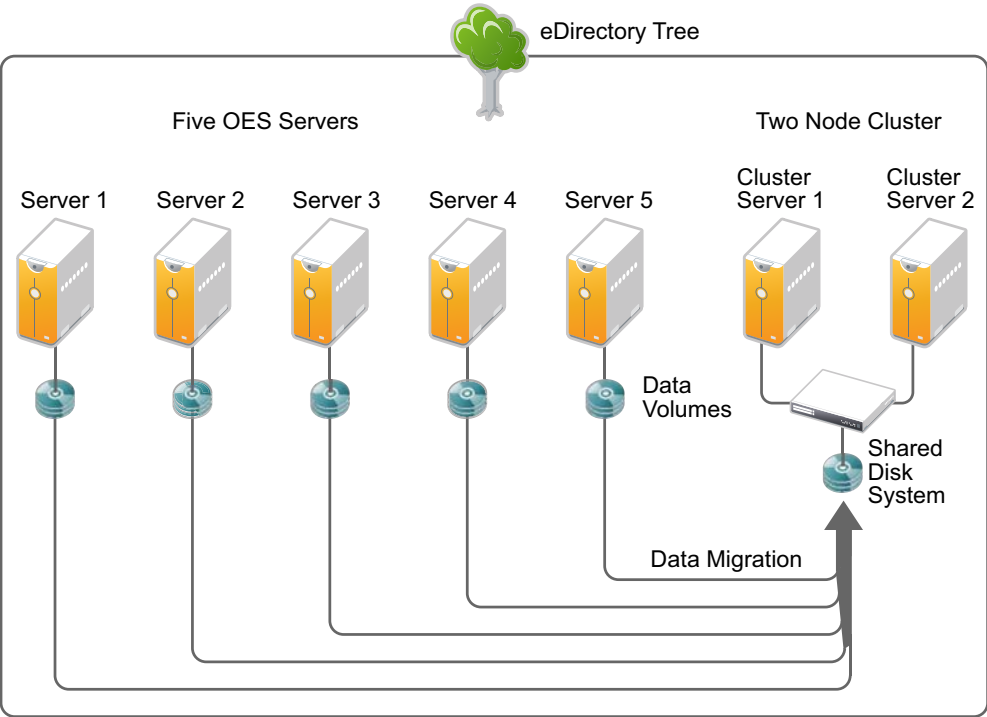 eDirectory Tree
Five OES Servers
Two Node Cluster
Server 1
Server 2
Server 3
Server 4
Server 5
Cluster
Server 1
Cluster
Server 2
Data
Volumes
Shared
Disk
System
Data Migration